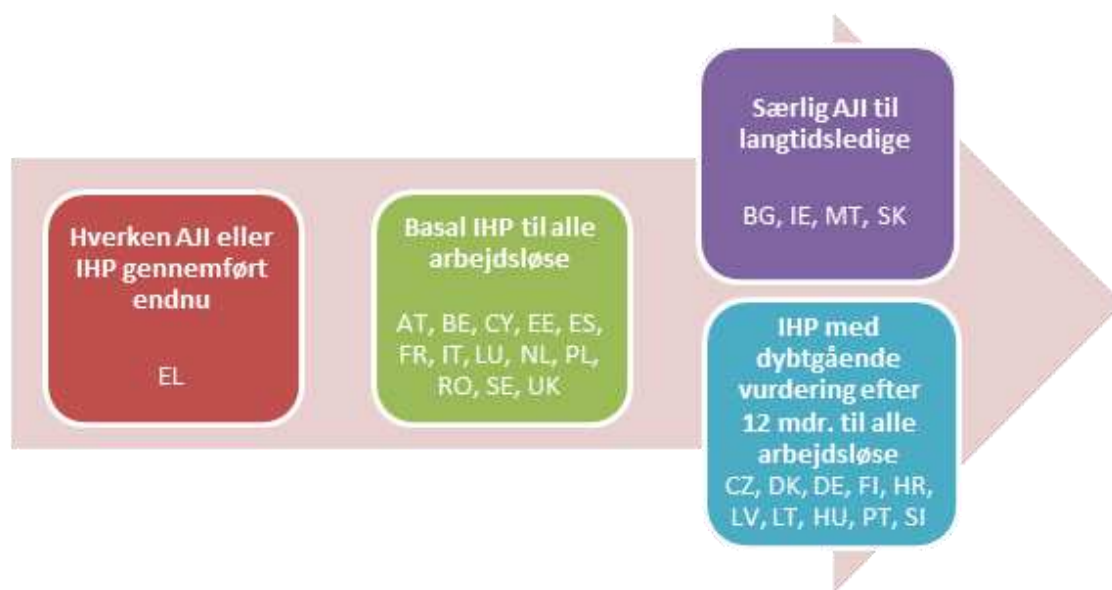 Hverken AJI eller
IHP gennemført
endnu
EL
Basal IHP til alle
arbejdsløse
AT, BE, CY, EE, ES,
FR, IT, LU, NL, PL,
RO, SE, UK
Særlig AJI til
langtidsledige
BG, IE, MT, SK
IHP med
dybtgående
vurdering efter
12 mdr. til alle
arbejdsløse
CZ, DK, DE, FI, HR,
LV, LT, HU, PT, SI